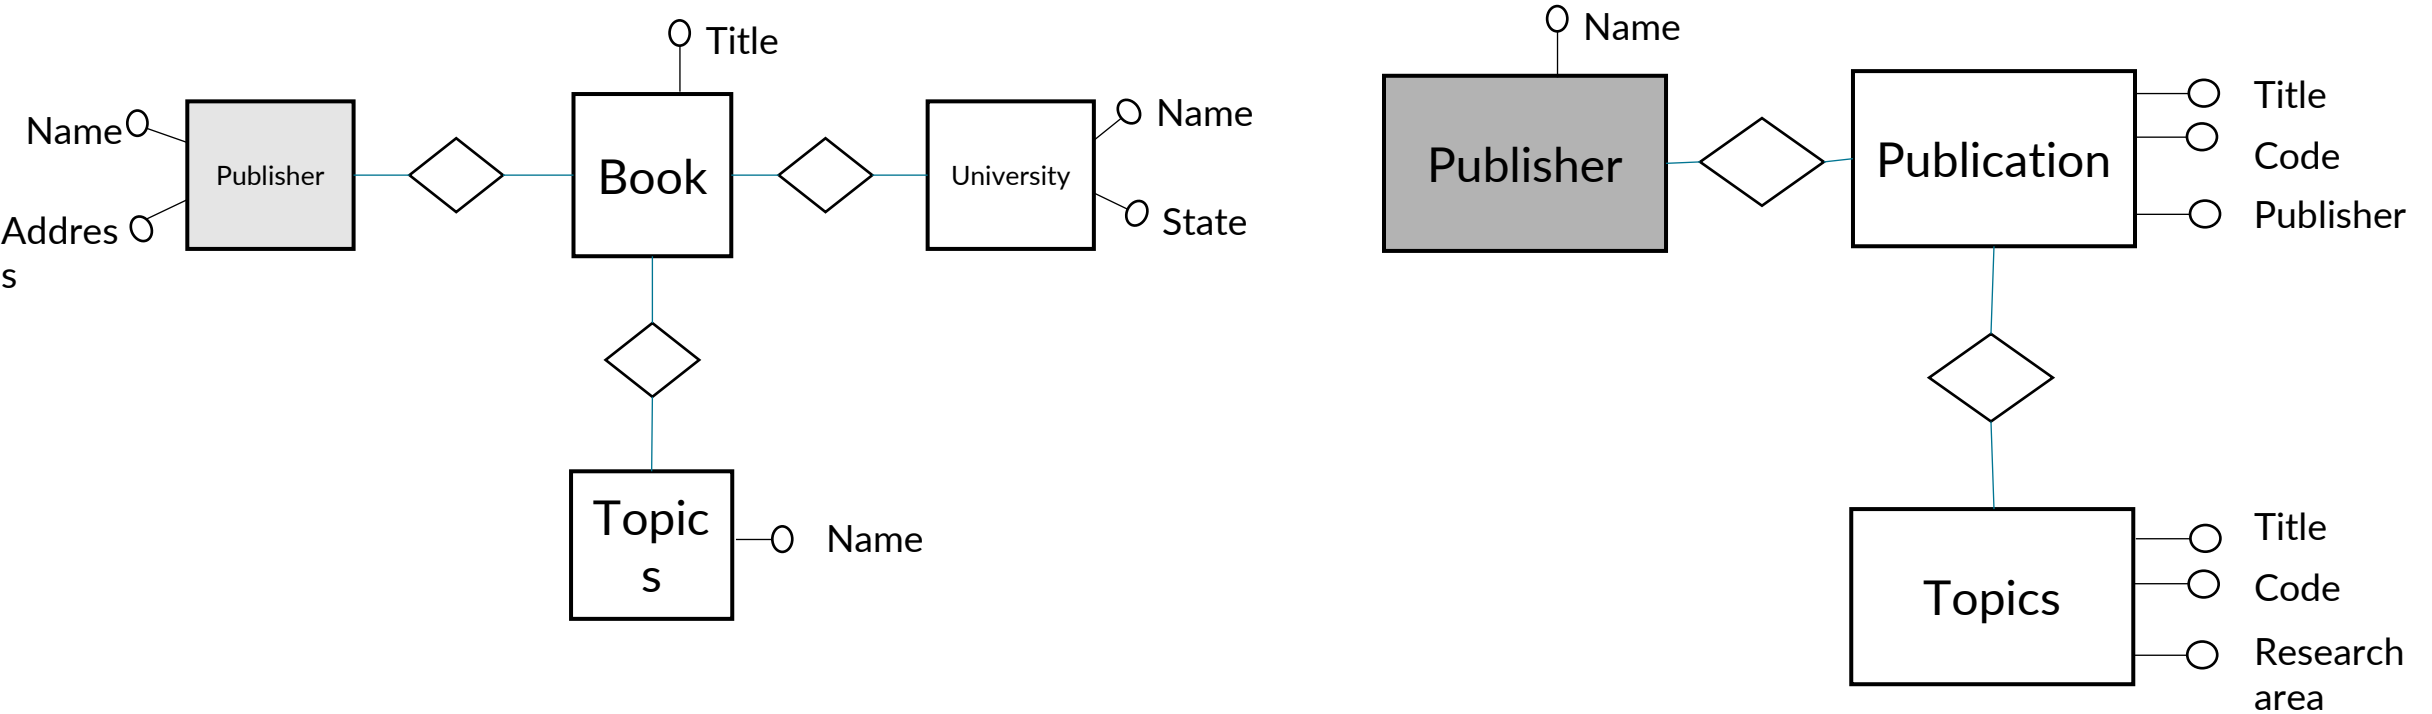 Title
Name
Addres
s
Publisher
Book
University
Name
State
Topic
s
Name
Name
Publisher
Publication
Title
Code
Publisher
Topics
Title
Code
Research
area